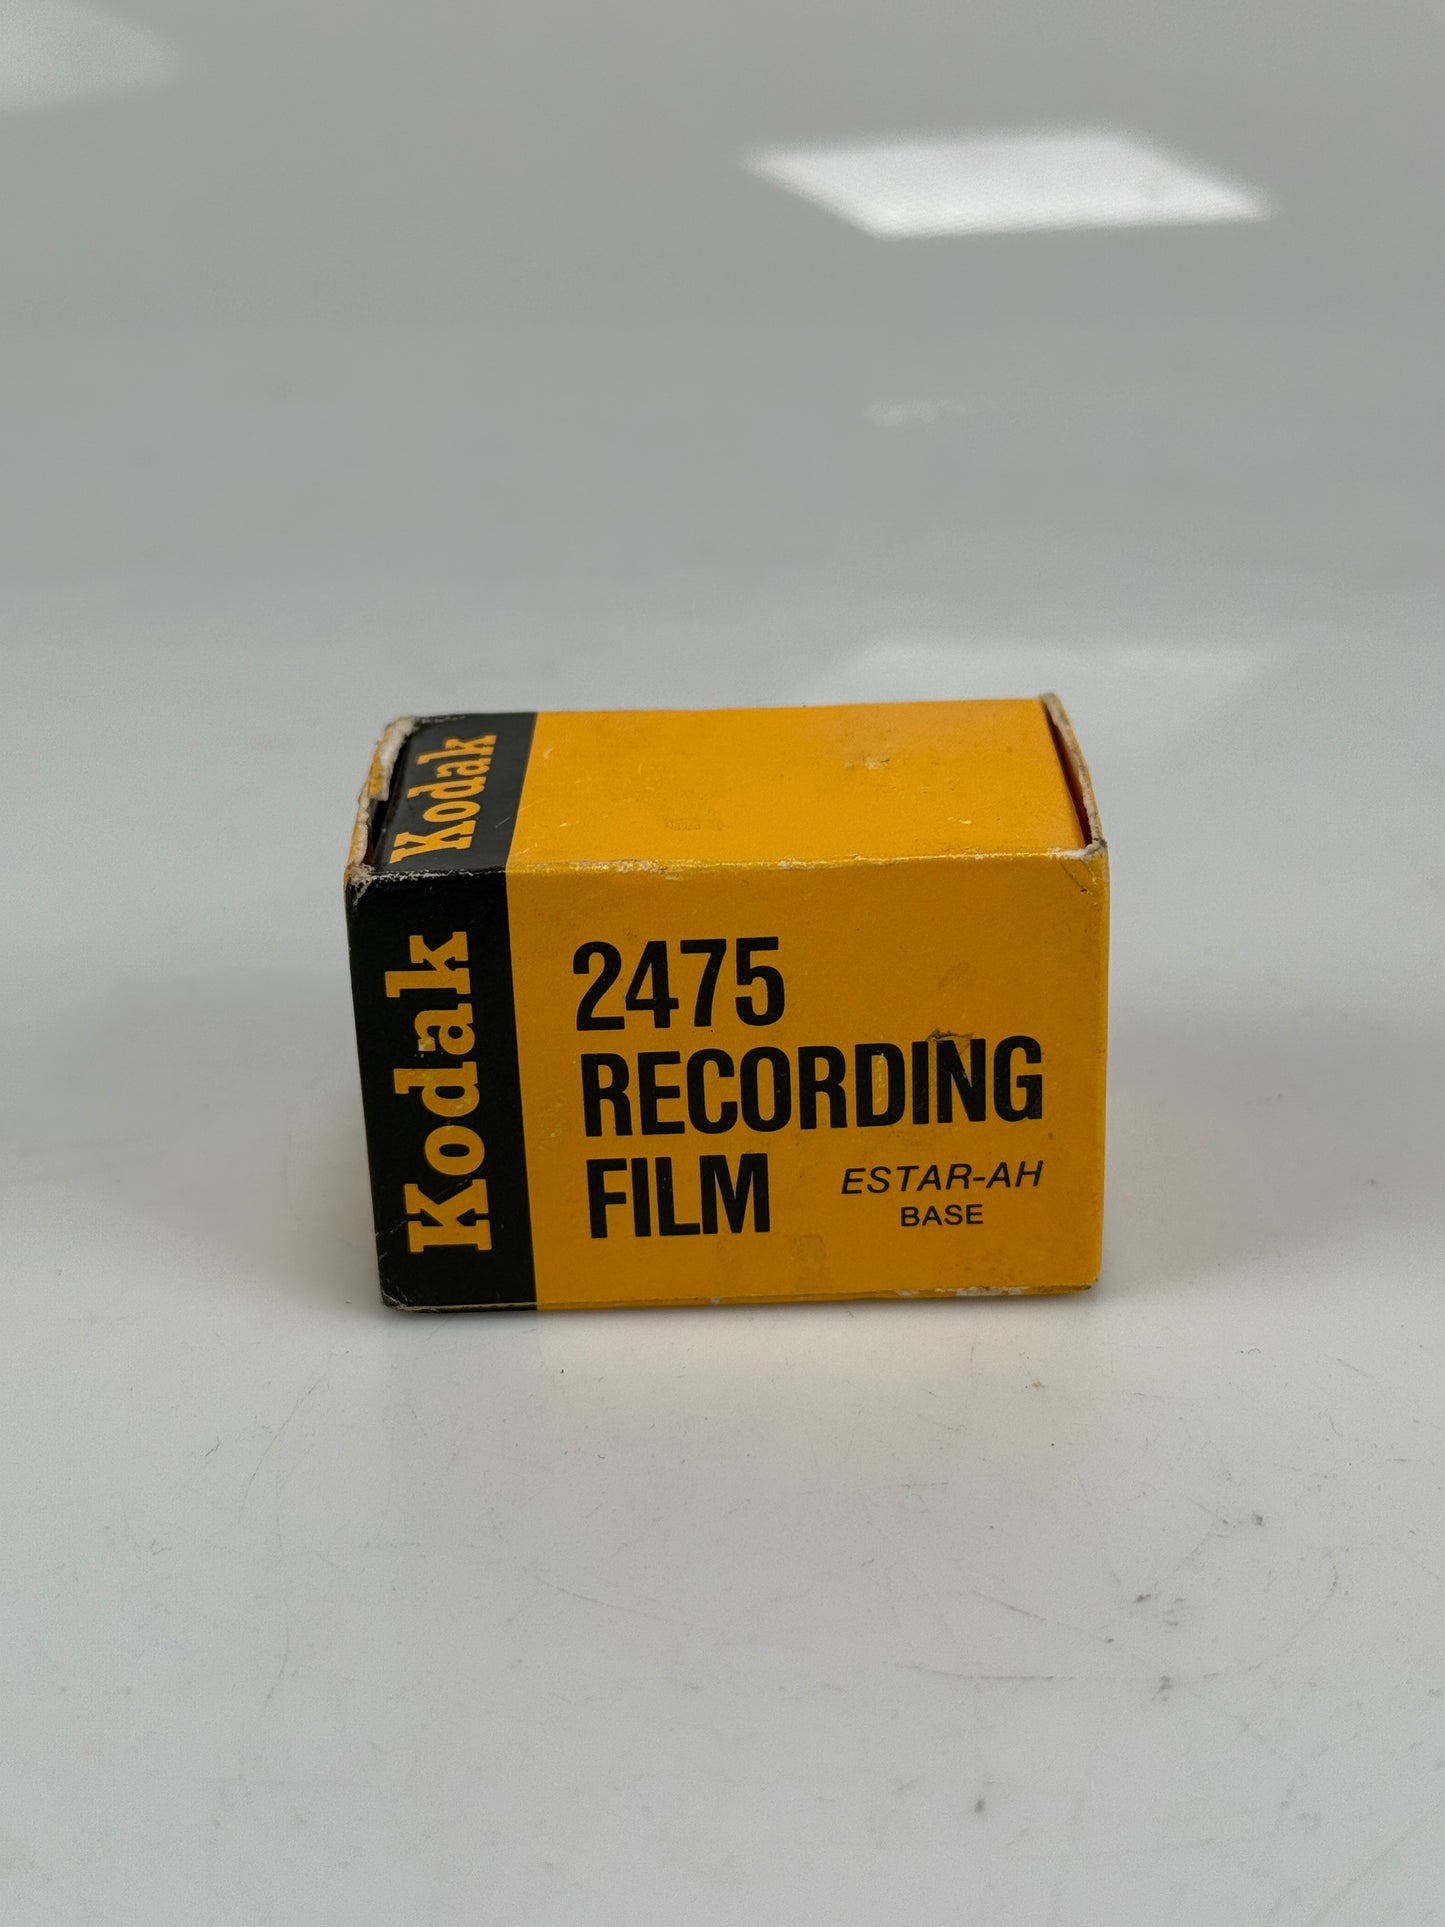 Kodak
Kodak
2475
RECORDING
FILM
ESTAR-AH
BASE